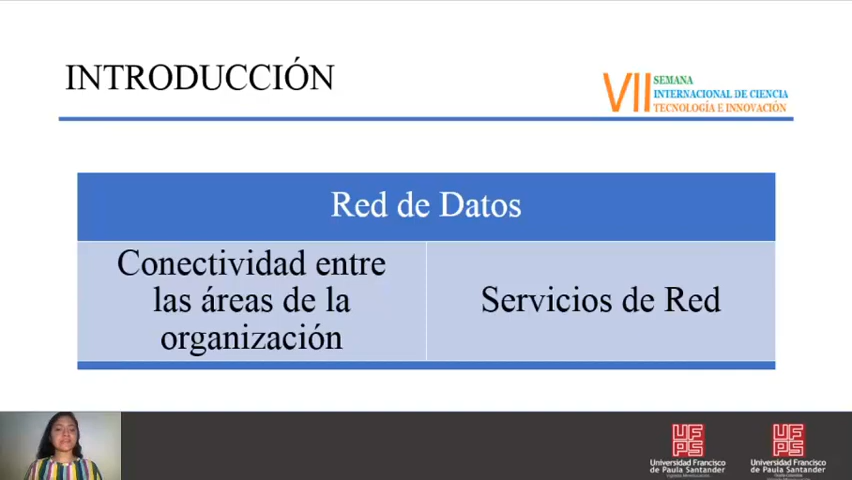 INTRODUCCIÓN
VII
SEMANA
INTERNACIONAL DE CIENCIA
TECNOLOGÍA E INNOVACIÓN
Red de Datos
Conectividad entre
las áreas de la
organización
Servicios de Red
UFPS
Universidad Francisco
de Paula Santander
UFPS
Universidad Francisco
de Paula Santander